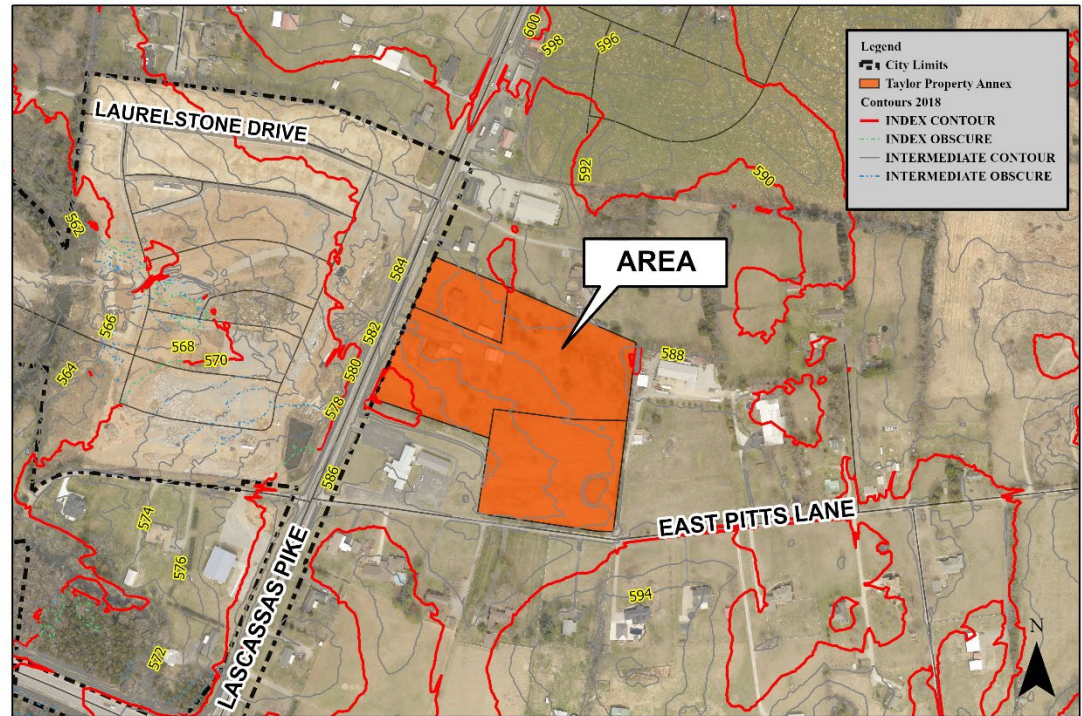 600
598
596
Legend
City Limits
Taylor Property Annex
Contours 2018
INDEX CONTOUR
INDEX OBSCURE
INTERMEDIATE CONTOUR
INTERMEDIATE OBSCURE
LAURELSTONE DRIVE
592
590
562
584
AREA
566
568
570
582
580
578
564
588
586
574
576
572
LASCASSAS PIKE
EAST PITTS LANE
594
N